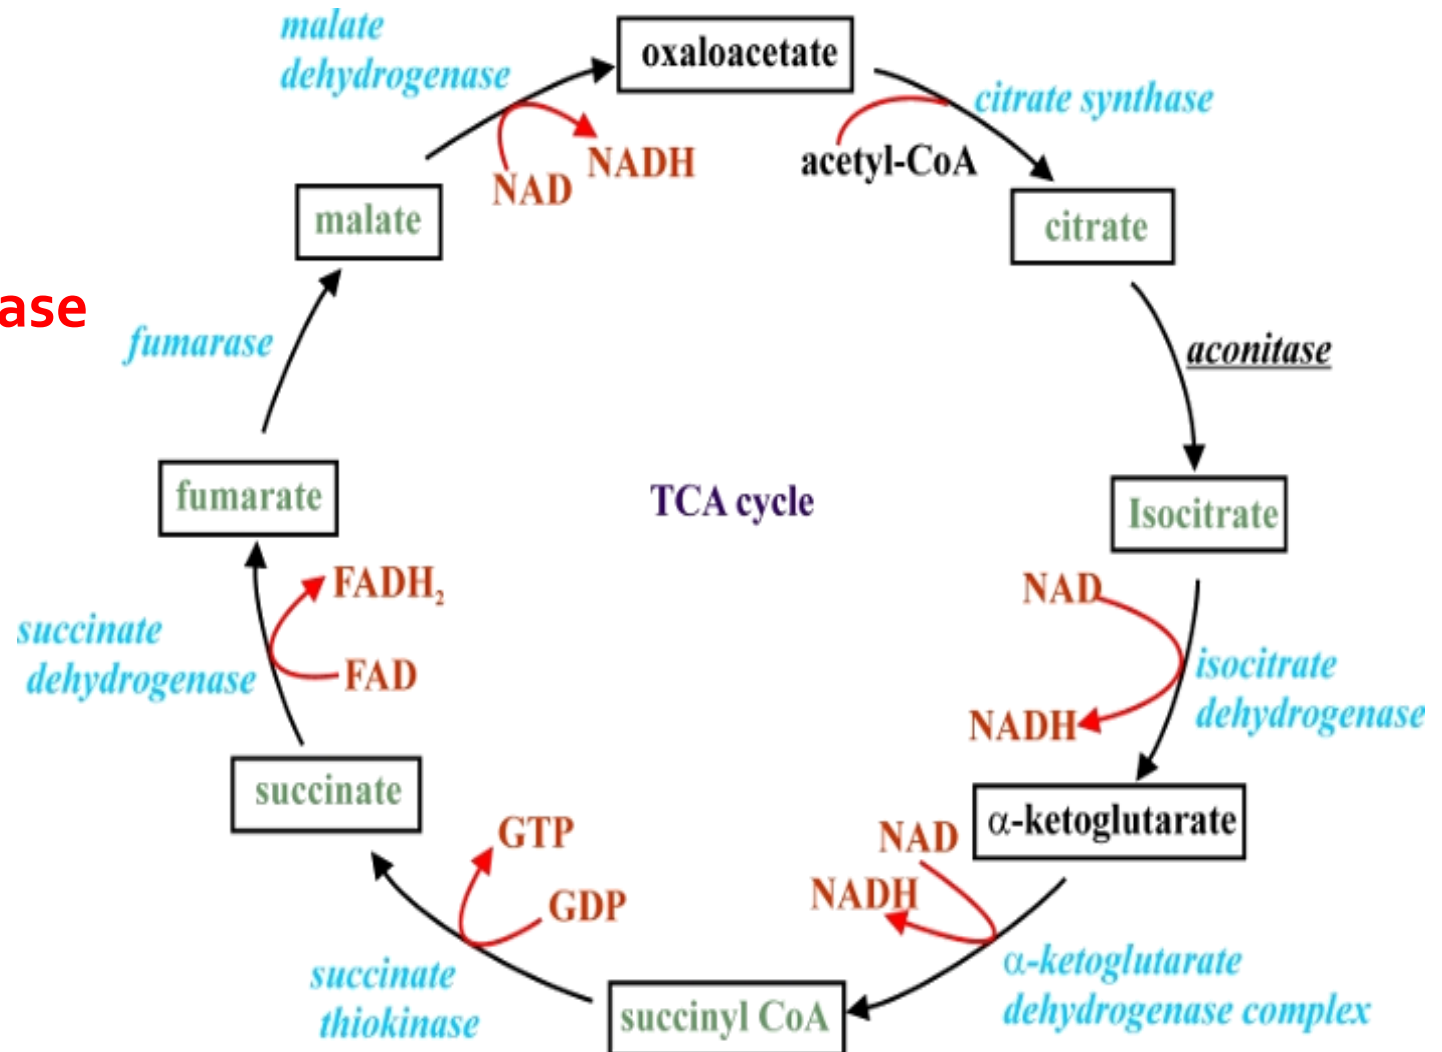 malate
dehydrogenase
oxaloacetate
citrate synthase
acetyl-CoA
NADH
NAD
malate
citrate
ase
fumarase
aconitase
fumarate
TCA cycle
Isocitrate
FADH₂
NAD
succinate
dehydrogenase
FAD
isocitrate
dehydrogenase
NADH
succinate
α-ketoglutarate
GTP
NAD
NADH
GDP
succinate
thiokinase
α-ketoglutarate
dehydrogenase complex
succinyl CoA